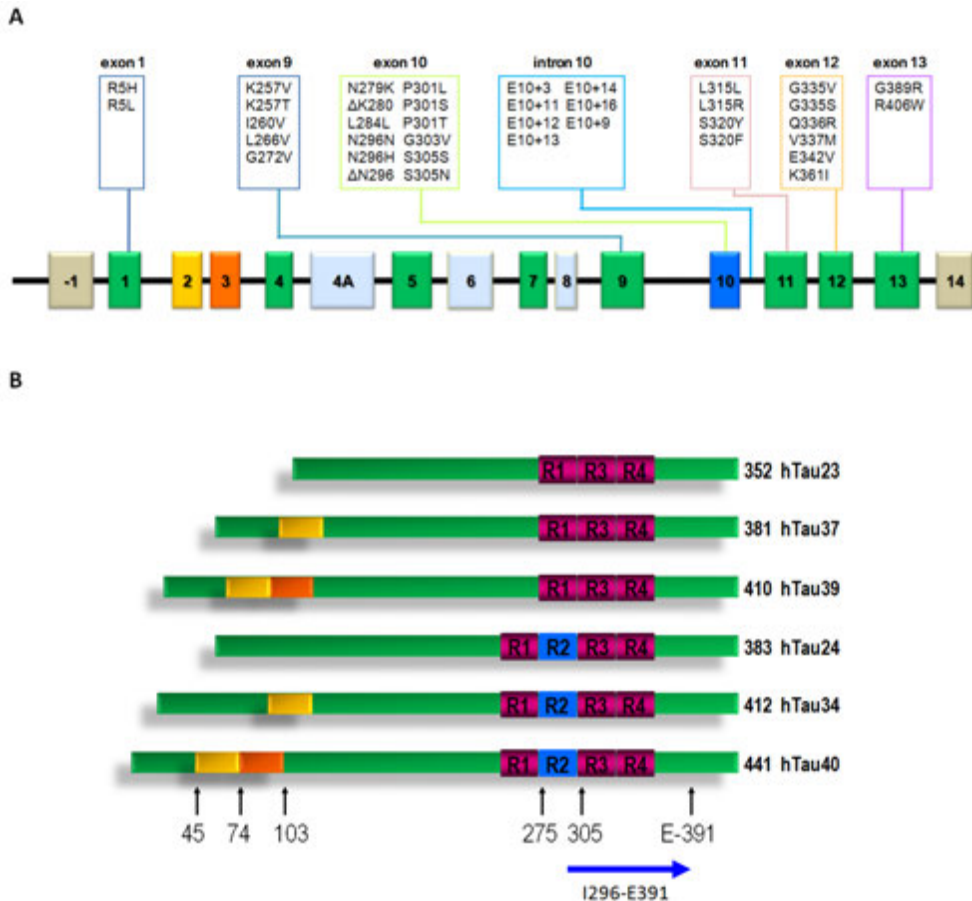 A
exon 1 exon 9 exon 10 intron 10 exon 11 exon 12 exon 13
R5H
R5L
K257V
K257T
I260V
L266V
G272V
N279K P301L
ΔK280 P301S
L284L P301T
N296N G303V
N296H S305S
ΔN296 S305N
E10+3 E10+14
E10+11 E10+16
E10+12 E10+9
E10+13
L315L
L315R
S320Y
S320F
G335V
G335S
Q336R
V337M
E342V
K361I
G389R
R406W
-1 1 2 3 4 4A 5 6 7 8 9 10 11 12 13 14
B
R1 R3 R4 352 hTau23
R1 R3 R4 381 hTau37
R1 R3 R4 410 hTau39
R1 R2 R3 R4 383 hTau24
R1 R2 R3 R4 412 hTau34
R1 R2 R3 R4 441 hTau40
45 74 103 275 305 E-391
I296-E391